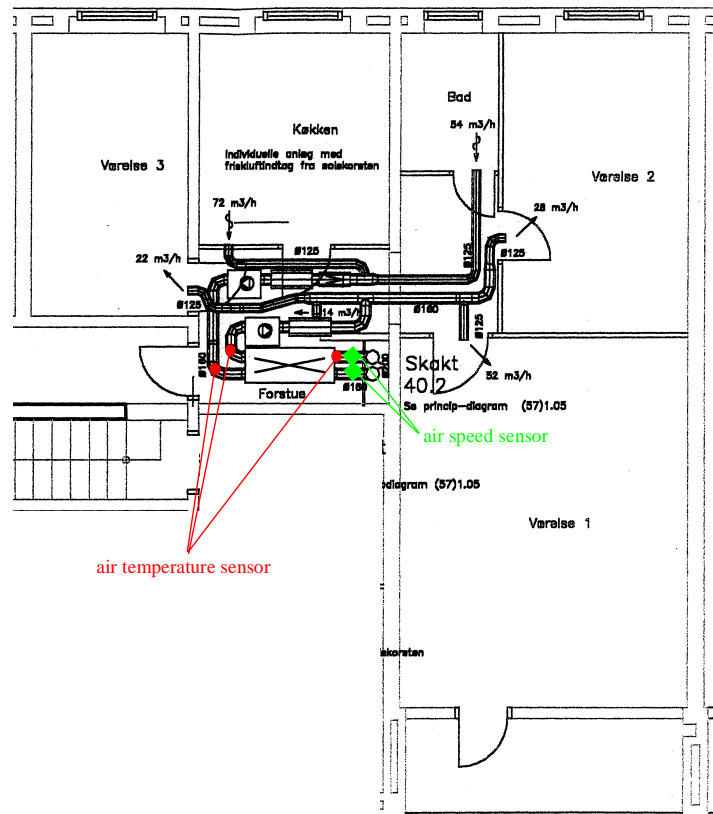 Bad
Køkken
54 m3/h
Individuelle anlæg med
friskluftindtag fra solskorsten
Værelse 3
Værelse 2
72 m3/h
28 m3/h
22 m3/h
ø125
ø125
ø125
ø125
ø160
14 m3/h
ø125
ø160
ø200
Skakt
40.2
52 m3/h
ø160
Forstue
Se princip-diagram (57)1.05
air speed sensor
diagram (57)1.05
Værelse 1
air temperature sensor
skorsten